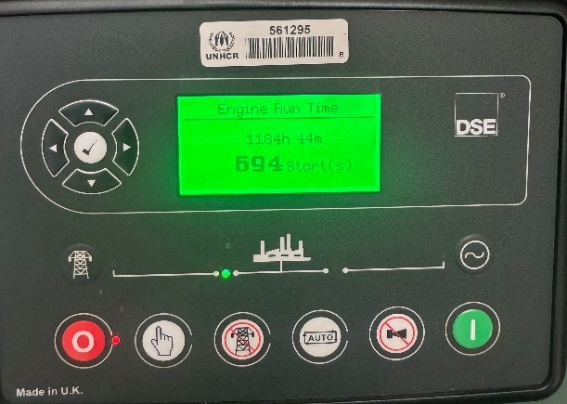 561295
UNHCR
B
Engine Run Time
1184h 44m
694 Start(s)
DSE
O
AUTO
I
Made in U.K.